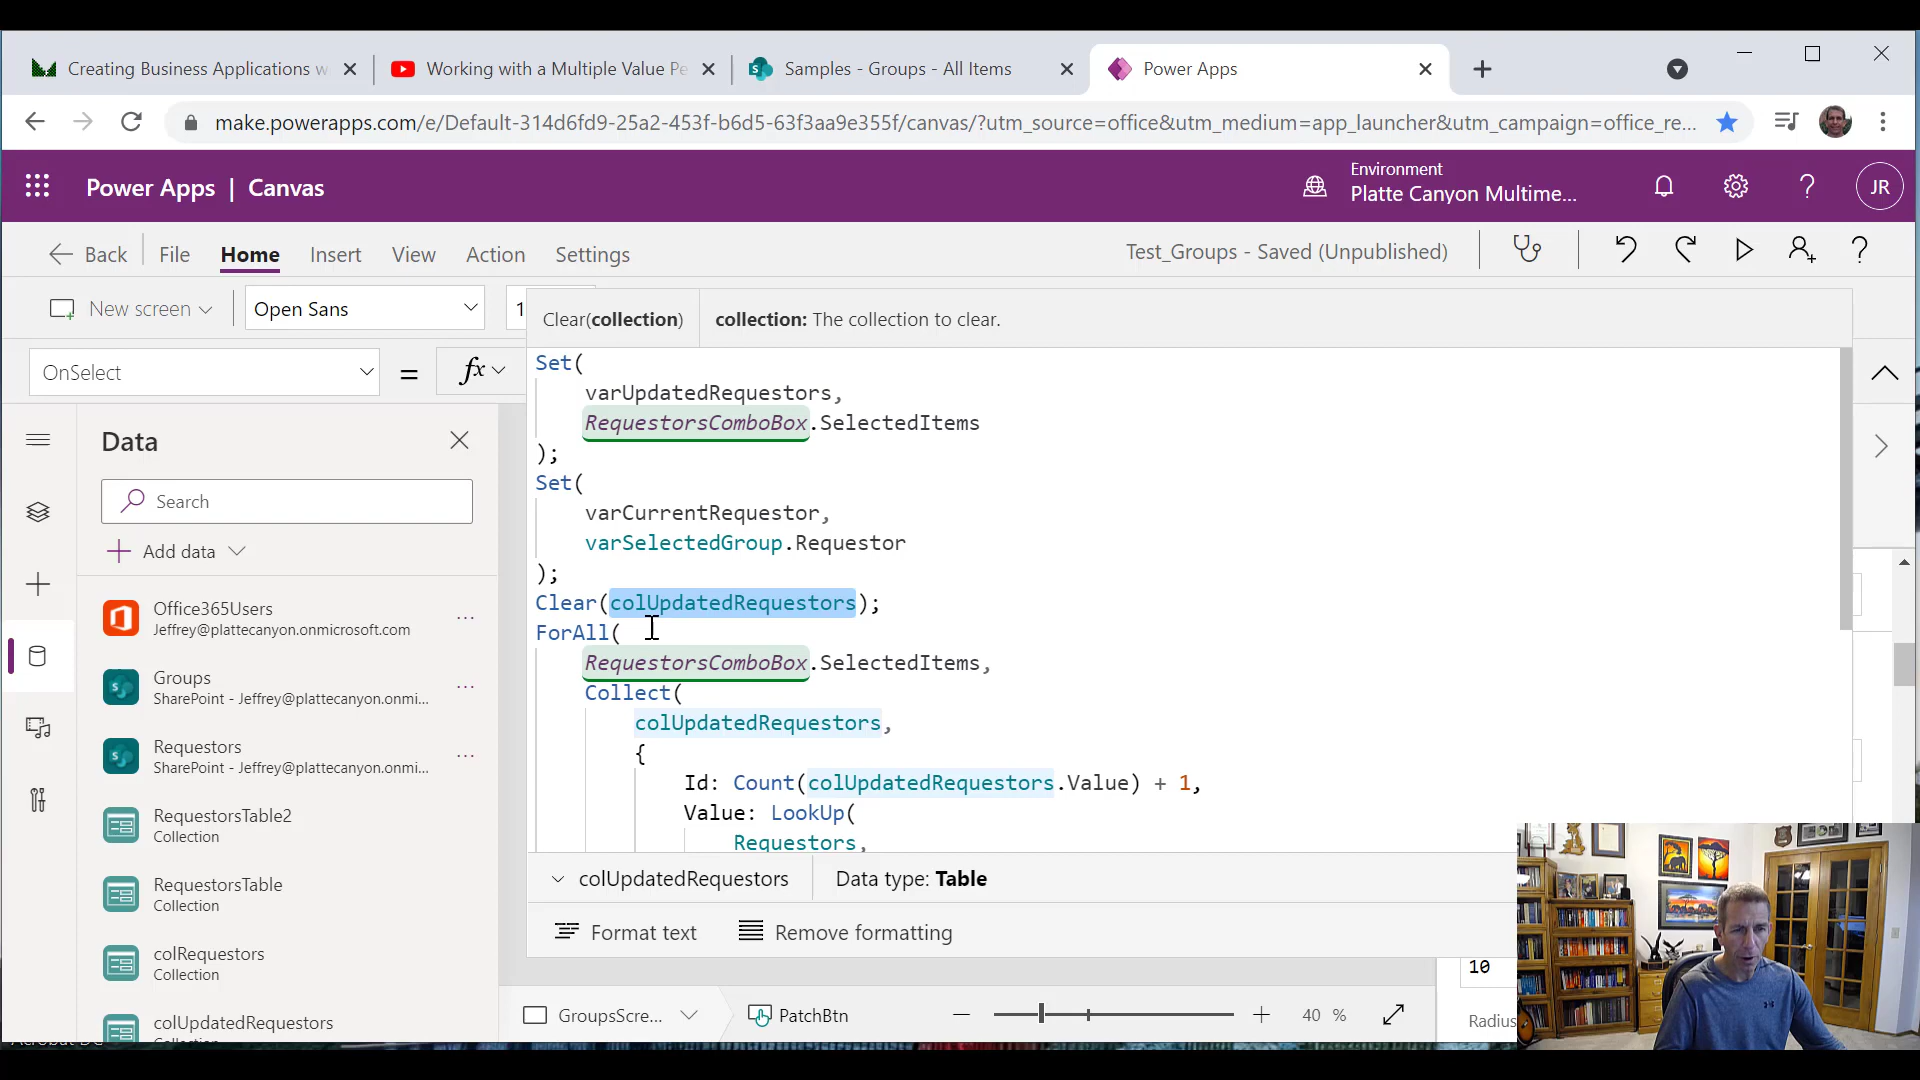 Creating Business Applications w
Working with a Multiple Value Pe
Samples - Groups - All Items
Power Apps
make.powerapps.com/e/Default-314d6fd9-25a2-453f-b6d5-63f3aa9e355f/canvas/?utm_source=office&utm_medium=app_launcher&utm_campaign=office_re...
Power Apps | Canvas
Environment
Platte Canyon Multime...
JR
Back
File
Home
Insert
View
Action
Settings
Test_Groups - Saved (Unpublished)
New screen
Open Sans
1
Clear(collection)
collection: The collection to clear.
OnSelect
=
fx
Set(
varUpdatedRequestors,
RequestorsComboBox.SelectedItems
);
Set(
varCurrentRequestor,
varSelectedGroup.Requestor
);
Clear(colUpdatedRequestors);
ForAll(
RequestorsComboBox.SelectedItems,
Collect(
colUpdatedRequestors,
{
Id: Count(colUpdatedRequestors.Value) + 1,
Value: LookUp(
Requestors,
Data
Search
Add data
Office365Users
Jeffrey@plattecanyon.onmicrosoft.com
Groups
SharePoint - Jeffrey@plattecanyon.onmi...
Requestors
SharePoint - Jeffrey@plattecanyon.onmi...
RequestorsTable2
Collection
RequestorsTable
Collection
colRequestors
Collection
colUpdatedRequestors
colUpdatedRequestors
Data type: Table
Format text
Remove formatting
GroupsScre...
PatchBtn
40 %
10
Radius